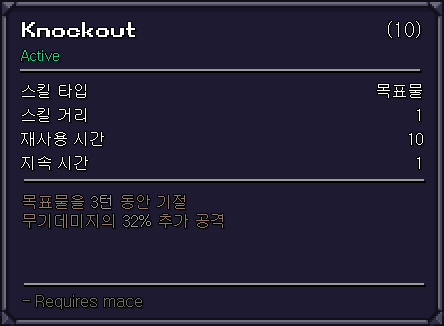 Knockout (10)
Active
스킬 타입 목표물
스킬 거리 1
재사용 시간 10
지속 시간 1
목표물을 3턴 동안 기절
무기데미지의 32% 추가 공격
- Requires mace